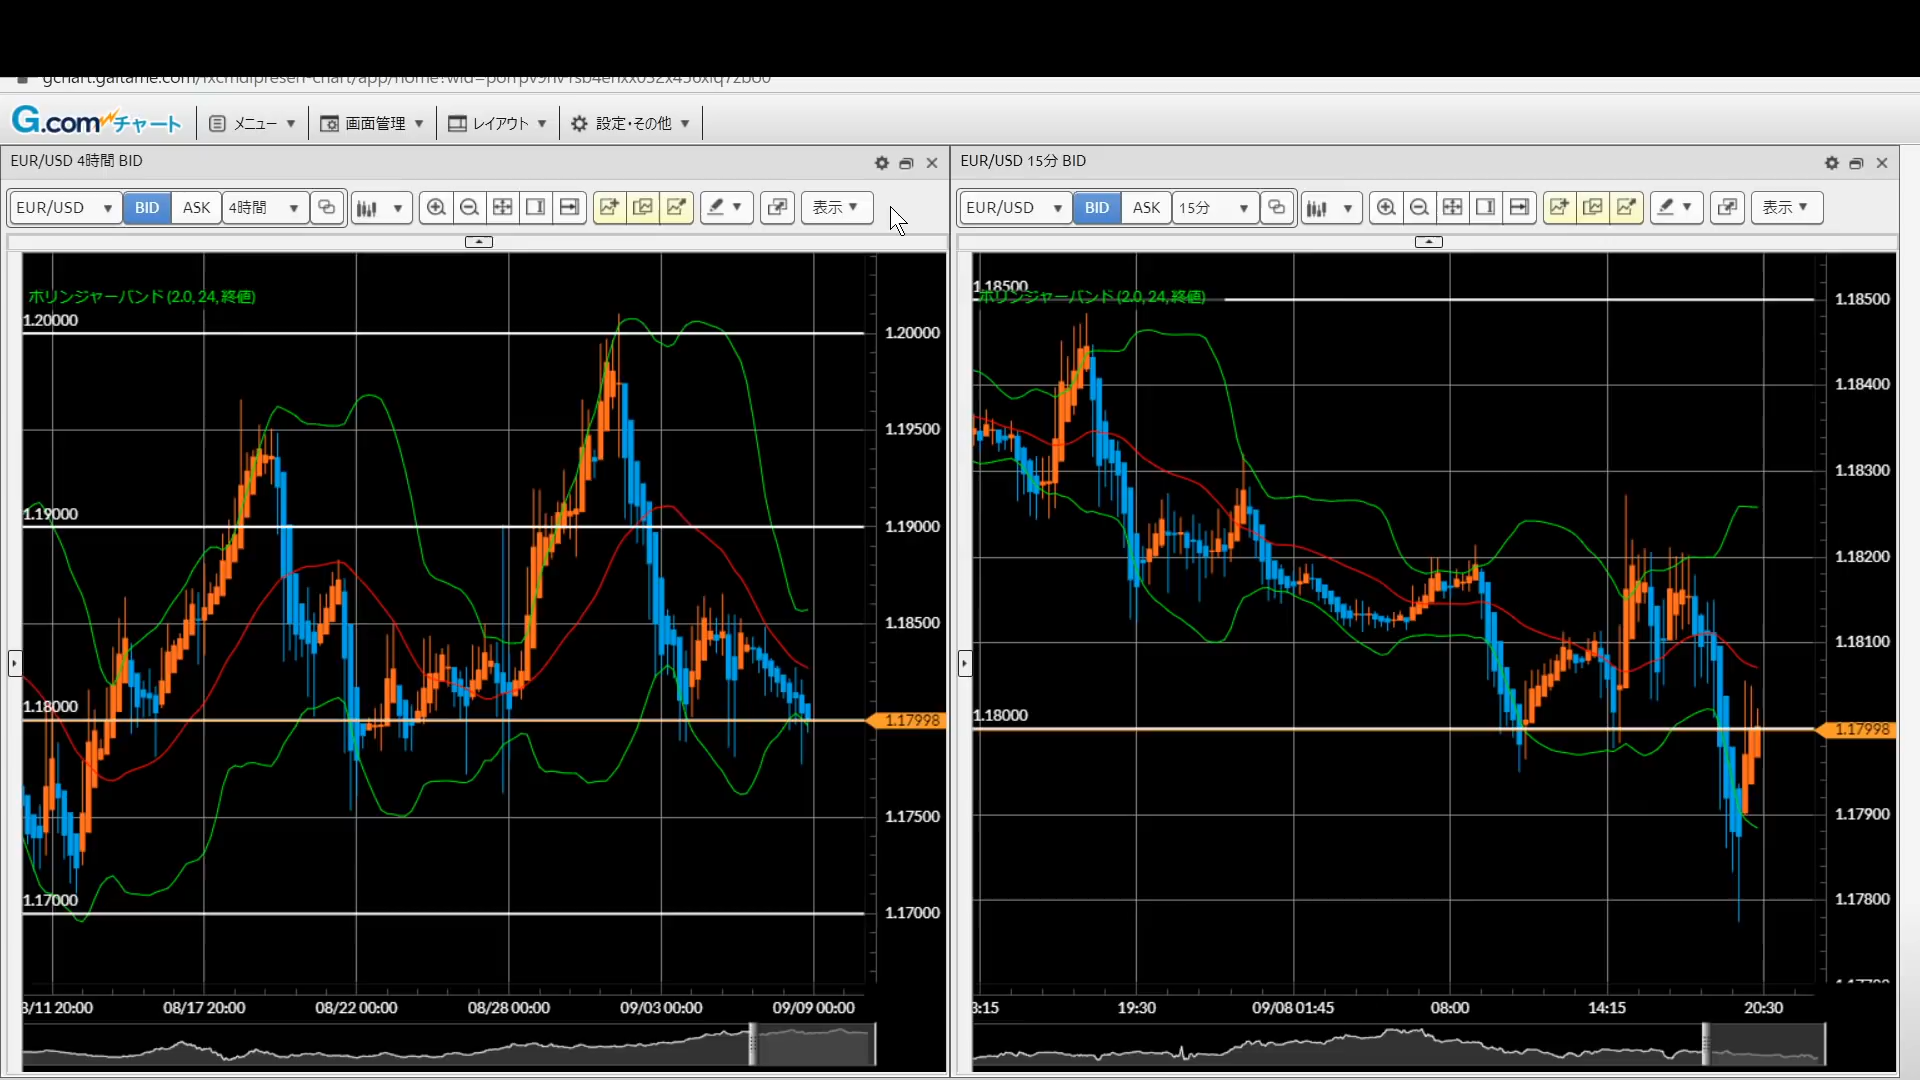 G.comチャート メニュー 画面管理 レイアウト 設定・その他
EUR/USD 4時間 BID
EUR/USD BID ASK 4時間 表示
ボリンジャーバンド (2.0, 24, 終値)
1.20000
1.19000
1.18000
1.17000
1.20000
1.19500
1.19000
1.18500
1.17998
1.17500
1.17000
8/11 20:00 08/17 20:00 08/22 00:00 08/28 00:00 09/03 00:00 09/09 00:00
EUR/USD 15分 BID
EUR/USD BID ASK 15分 表示
1.18500
ボリンジャーバンド (2.0, 24, 終値)
1.18000
1.18500
1.18400
1.18300
1.18200
1.18100
1.17998
1.17900
1.17800
3:15 19:30 09/08 01:45 08:00 14:15 20:30